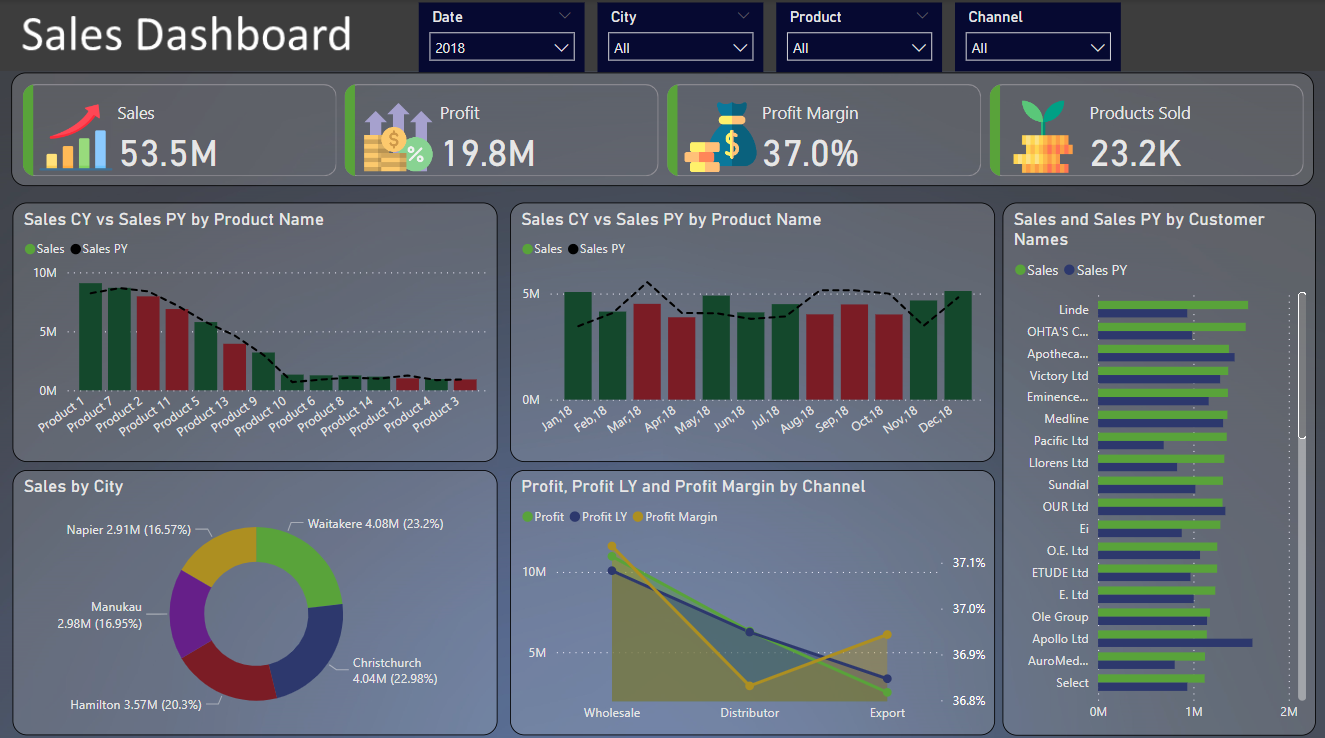 Sales Dashboard
Date
2018
City
All
Product
All
Channel
All
Sales
53.5M
Profit
19.8M
Profit Margin
37.0%
Products Sold
23.2K
$
%
$
Sales CY vs Sales PY by Product Name
Sales Sales PY
10M
5M
0M
Product 1
Product 7
Product 2
Product 11
Product 5
Product 13
Product 9
Product 10
Product 6
Product 8
Product 14
Product 12
Product 4
Product 3
Sales CY vs Sales PY by Product Name
Sales Sales PY
5M
0M
Jan,18
Feb,18
Mar,18
Apr,18
May,18
Jun,18
Jul,18
Aug,18
Sep,18
Oct,18
Nov,18
Dec,18
Sales and Sales PY by Customer
Names
Sales Sales PY
Linde
OHTA'S C...
Apotheca...
Victory Ltd
Eminence...
Medline
Pacific Ltd
Llorens Ltd
Sundial
OUR Ltd
Ei
O.E. Ltd
ETUDE Ltd
E. Ltd
Ole Group
Apollo Ltd
AuroMed...
Select
0M 1M 2M
Sales by City
Napier 2.91M (16.57%)
Waitakere 4.08M (23.2%)
Manukau
2.98M (16.95%)
Christchurch
4.04M (22.98%)
Hamilton 3.57M (20.3%)
Profit, Profit LY and Profit Margin by Channel
Profit Profit LY Profit Margin
10M
5M
37.1%
37.0%
36.9%
36.8%
Wholesale Distributor Export